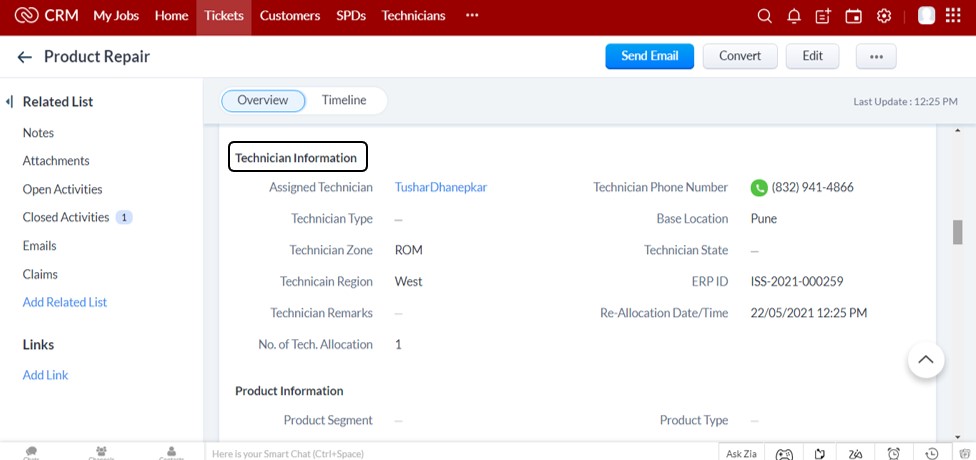 CRM My Jobs Home Tickets Customers SPDs Technicians ···
Product Repair Send Email Convert Edit ···
Related List
Notes
Attachments
Open Activities
Closed Activities 1
Emails
Claims
Add Related List
Links
Add Link
Overview Timeline Last Update : 12:25 PM
Technician Information
Assigned Technician TusharDhanepkar Technician Phone Number (832) 941-4866
Technician Type — Base Location Pune
Technician Zone ROM Technician State —
Technicain Region West ERP ID ISS-2021-000259
Technician Remarks — Re-Allocation Date/Time 22/05/2021 12:25 PM
No. of Tech. Allocation 1
Product Information
Product Segment — Product Type —
Here is your Smart Chat (Ctrl+Space) Ask Zia